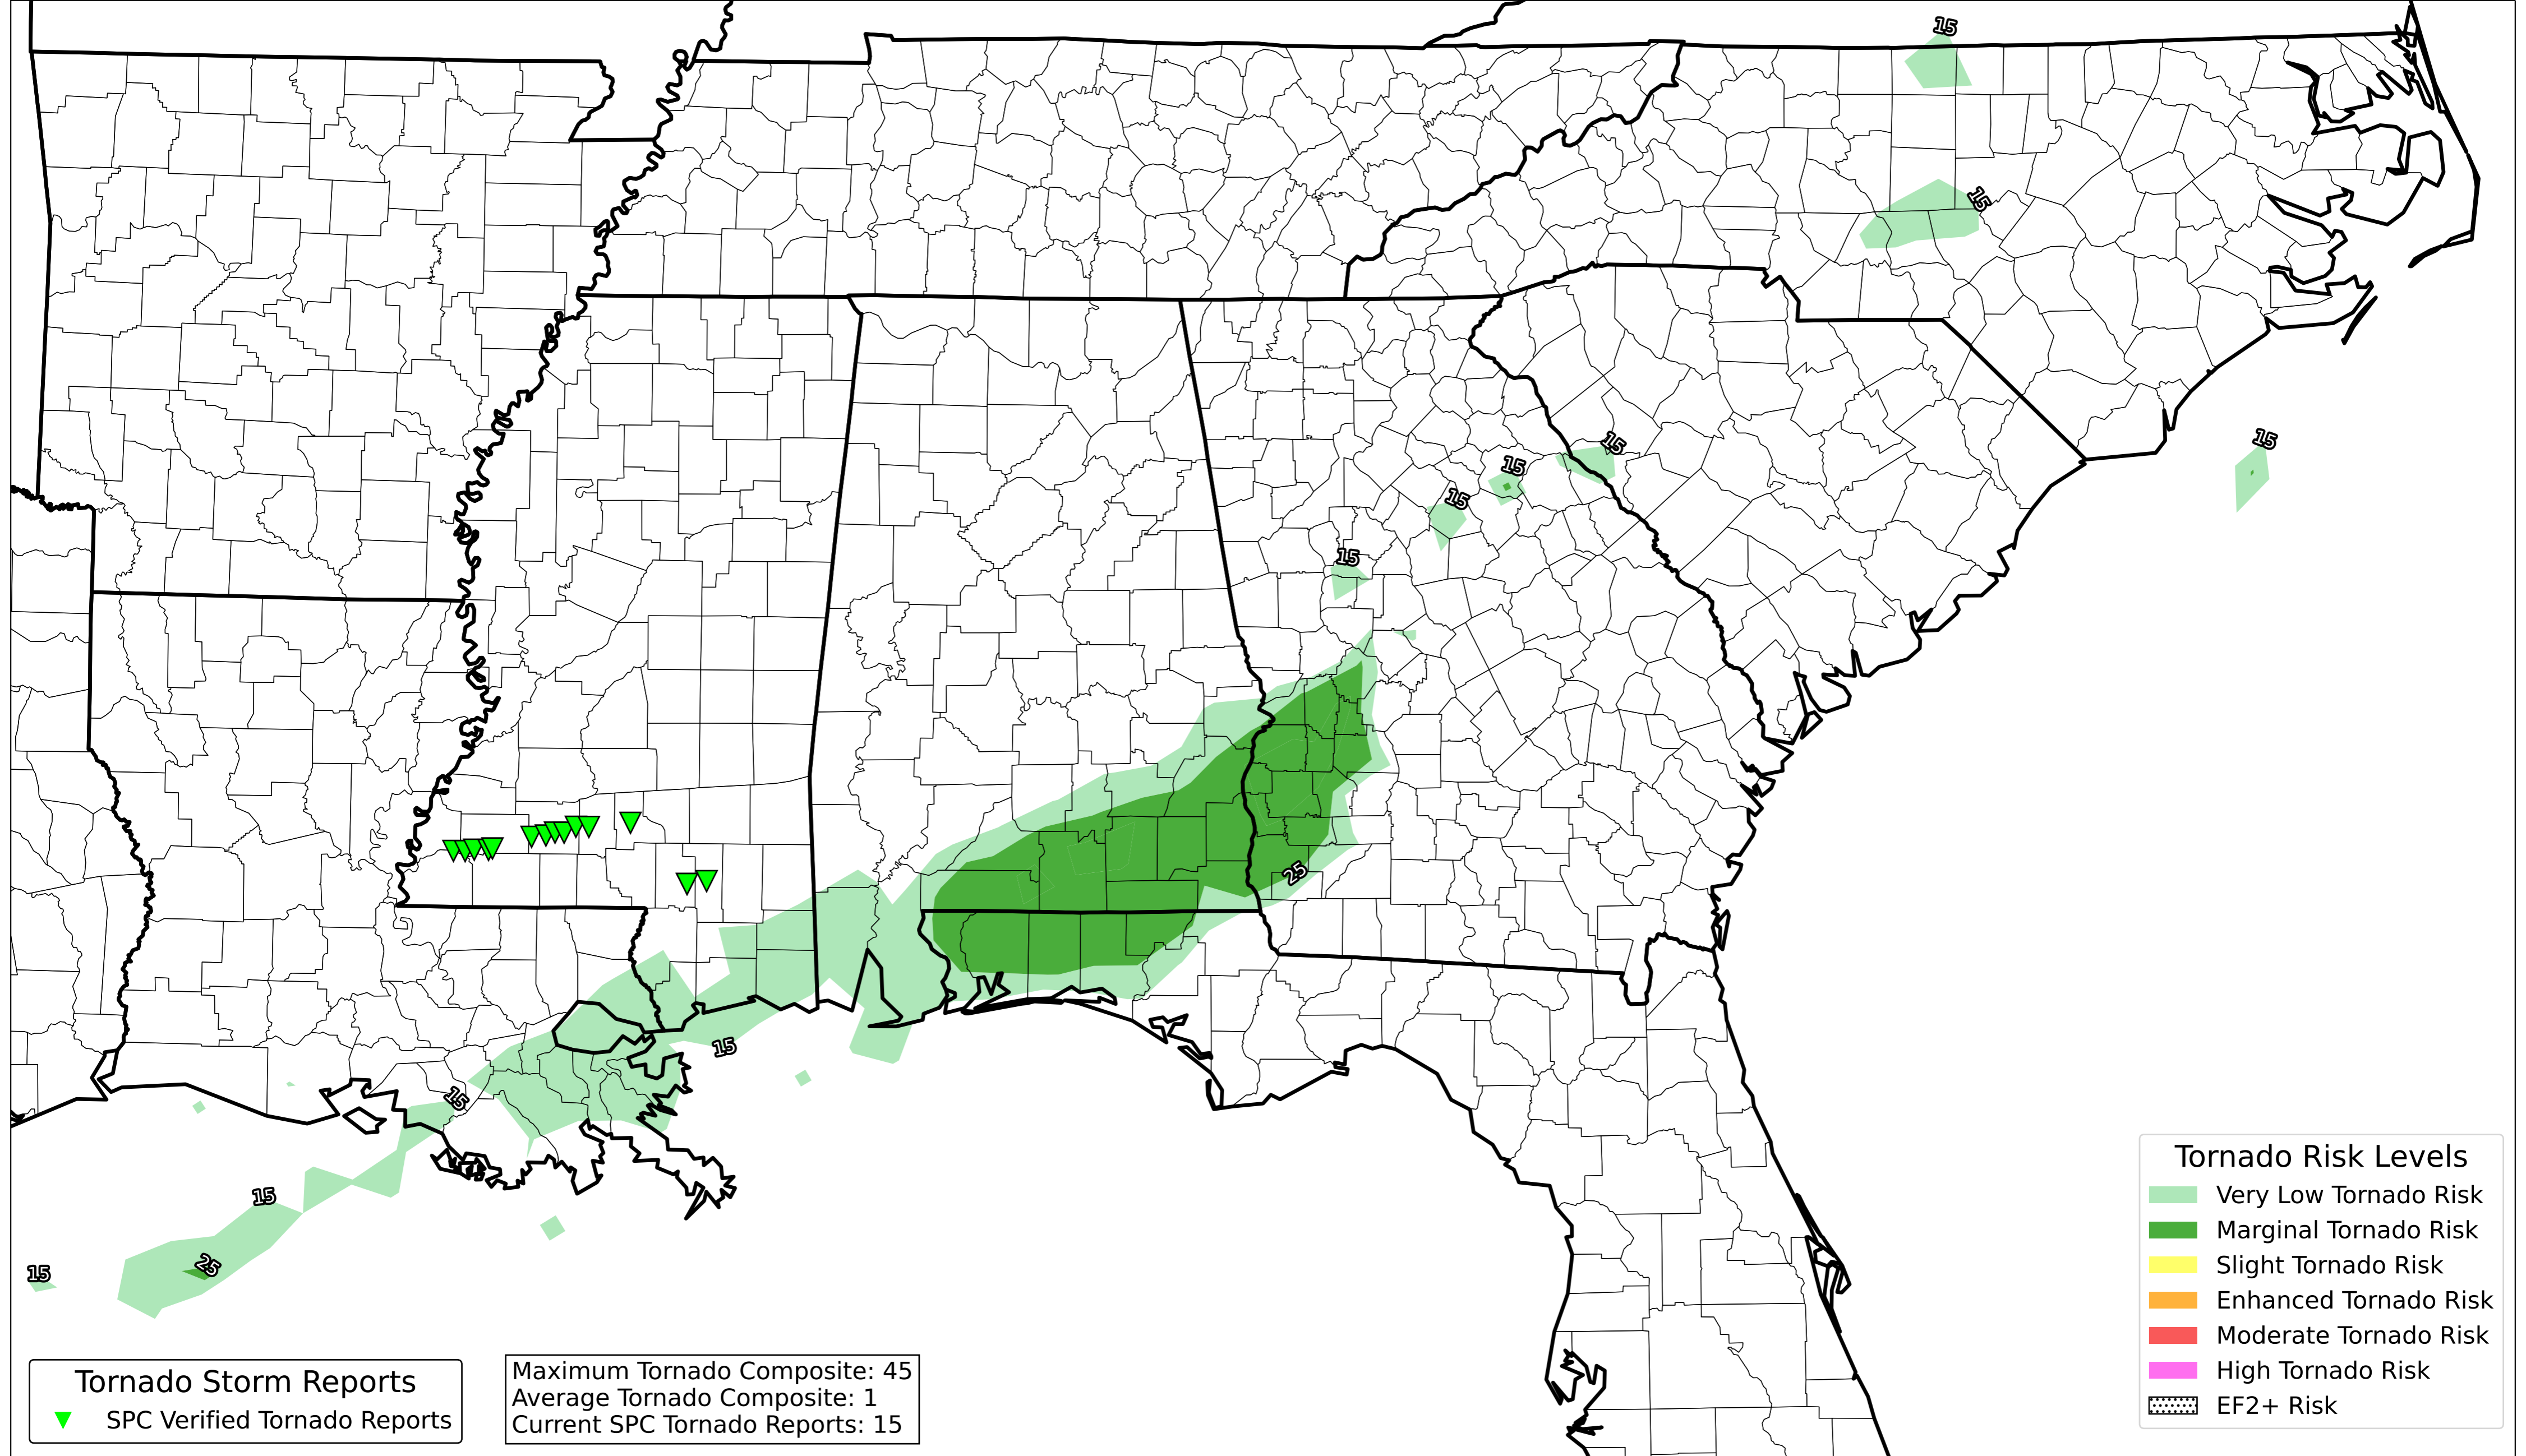 15
15
15
15
15
15
15
25
15
15
15
25
15
Tornado Risk Levels
Very Low Tornado Risk
Marginal Tornado Risk
Slight Tornado Risk
Enhanced Tornado Risk
Moderate Tornado Risk
High Tornado Risk
EF2+ Risk
Tornado Storm Reports
SPC Verified Tornado Reports
Maximum Tornado Composite: 45
Average Tornado Composite: 1
Current SPC Tornado Reports: 15